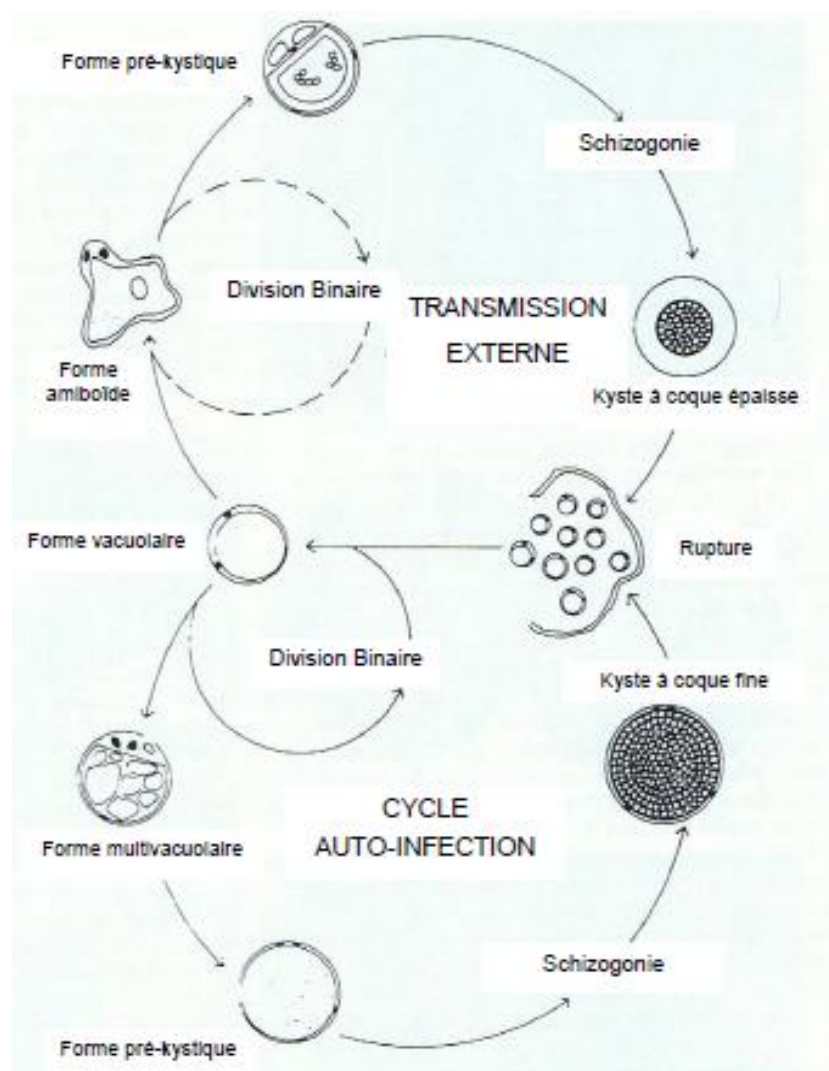 Forme pré-kystique
Schizogonie
Division Binaire
TRANSMISSION
EXTERNE
Forme
amiboïde
Kyste à coque épaisse
Forme vacuolaire
Rupture
Division Binaire
Kyste à coque fine
CYCLE
AUTO-INFECTION
Forme multivacuolaire
Schizogonie
Forme pré-kystique